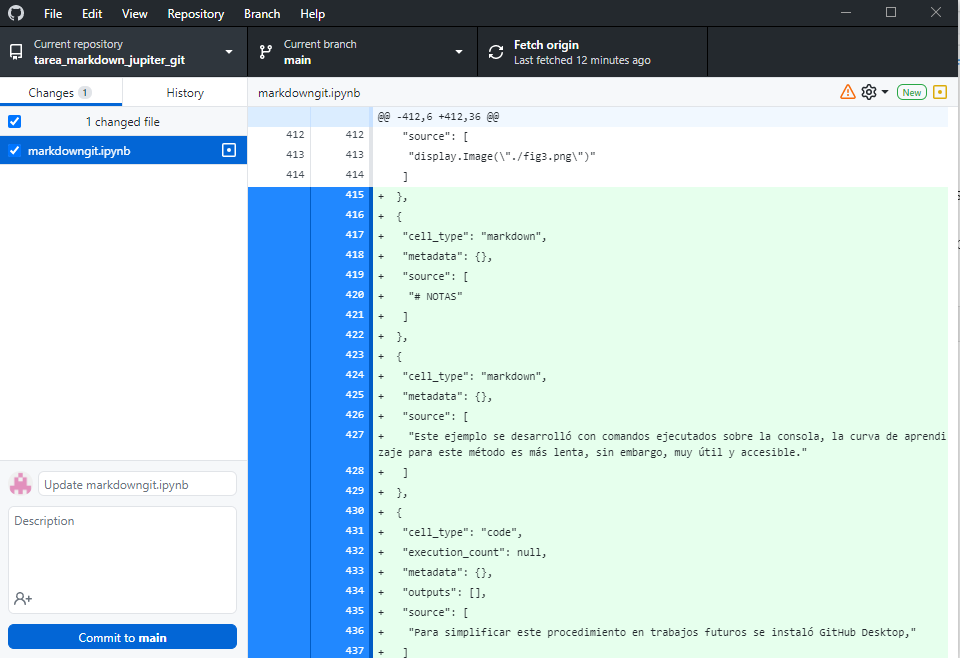 File Edit View Repository Branch Help
Current repository
tarea_markdown_jupiter_git
Current branch
main
Fetch origin
Last fetched 12 minutes ago
Changes 1
History
markdowngit.ipynb
New
1 changed file
markdowngit.ipynb
@@ -412,6 +412,36 @@
412 412 "source": [
413 413 "display.Image(\"./fig3.png\")"
414 414 ]
415 + },
416 + {
417 + "cell_type": "markdown",
418 + "metadata": {},
419 + "source": [
420 + "# NOTAS"
421 + ]
422 + },
423 + {
424 + "cell_type": "markdown",
425 + "metadata": {},
426 + "source": [
427 + "Este ejemplo se desarrolló con comandos ejecutados sobre la consola, la curva de aprendi
zaje para este método es más lenta, sin embargo, muy útil y accesible."
428 + ]
429 + },
430 + {
431 + "cell_type": "code",
432 + "execution_count": null,
433 + "metadata": {},
434 + "outputs": [],
435 + "source": [
436 + "Para simplificar este procedimiento en trabajos futuros se instaló GitHub Desktop,"
437 + ]
Update markdowngit.ipynb
Description
Commit to main